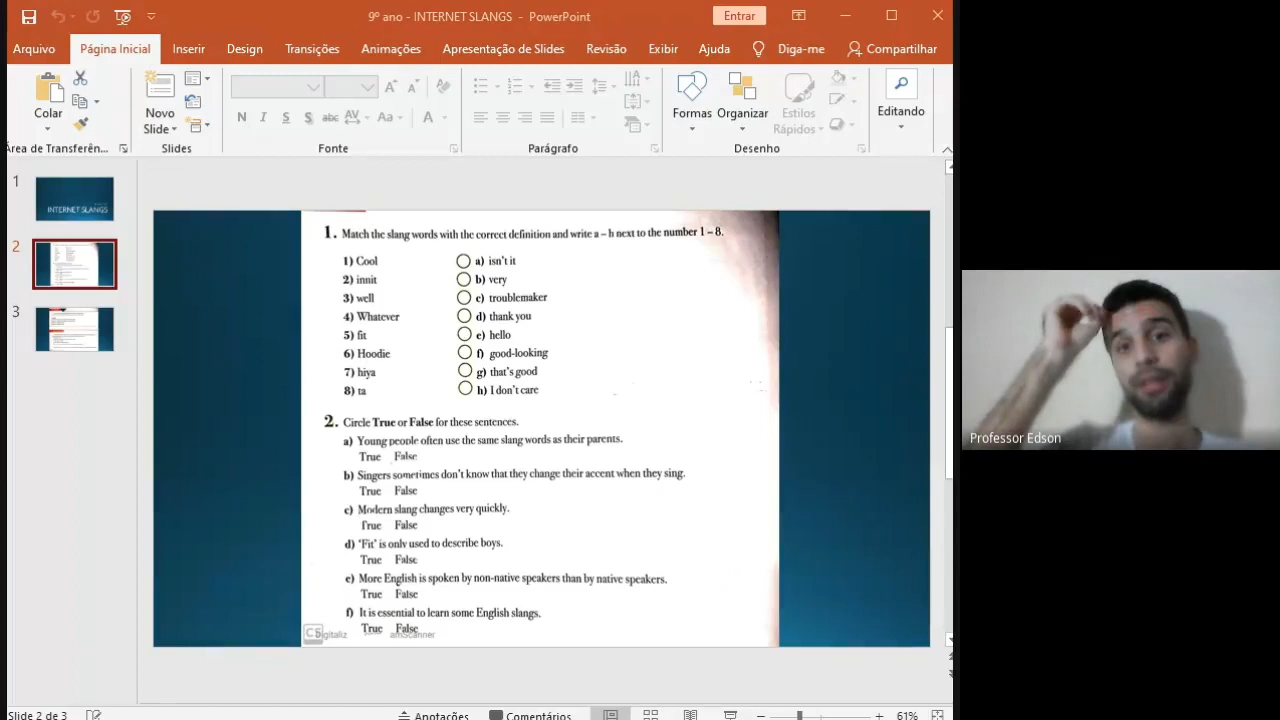 9º ano - INTERNET SLANGS - PowerPoint
Entrar
Arquivo Página Inicial Inserir Design Transições Animações Apresentação de Slides Revisão Exibir Ajuda Diga-me Compartilhar
Colar
Novo
Slide
N I S S abc AV Aa A
Formas Organizar Estilos
Rápidos
Editando
Área de Transferên... Slides Fonte Parágrafo Desenho
1
INTERNET SLANGS
2
3
1. Match the slang words with the correct definition and write a – h next to the number 1 – 8.
1) Cool a) isn't it
2) innit b) very
3) well c) troublemaker
4) Whatever d) thank you
5) fit e) hello
6) Hoodie f) good-looking
7) hiya g) that's good
8) ta h) I don't care
2. Circle True or False for these sentences.
a) Young people often use the same slang words as their parents.
True False
b) Singers sometimes don't know that they change their accent when they sing.
True False
c) Modern slang changes very quickly.
True False
d) 'Fit' is only used to describe boys.
True False
e) More English is spoken by non-native speakers than by native speakers.
True False
f) It is essential to learn some English slangs.
True False
CS Digitaliz amScanner
Professor Edson
Slide 2 de 3 Anotações Comentários 61%